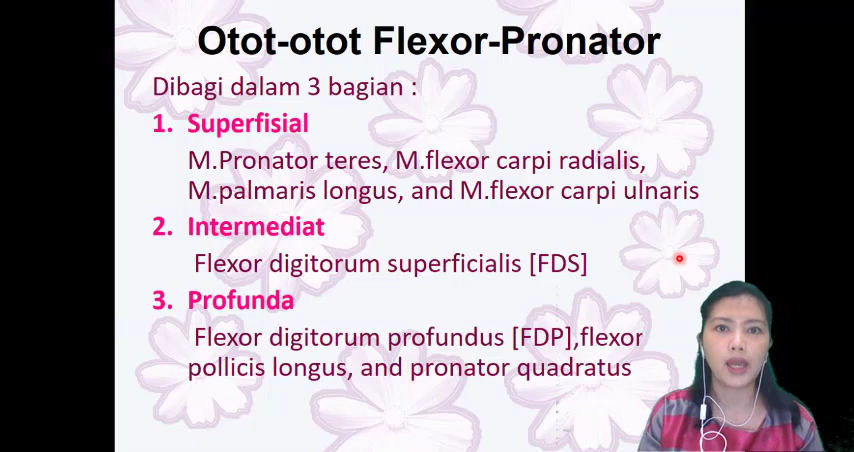 Otot-otot Flexor-Pronator
Dibagi dalam 3 bagian :
1. Superfisial
M.Pronator teres, M.flexor carpi radialis,
M.palmaris longus, and M.flexor carpi ulnaris
2. Intermediat
Flexor digitorum superficialis [FDS]
3. Profunda
Flexor digitorum profundus [FDP],flexor
pollicis longus, and pronator quadratus